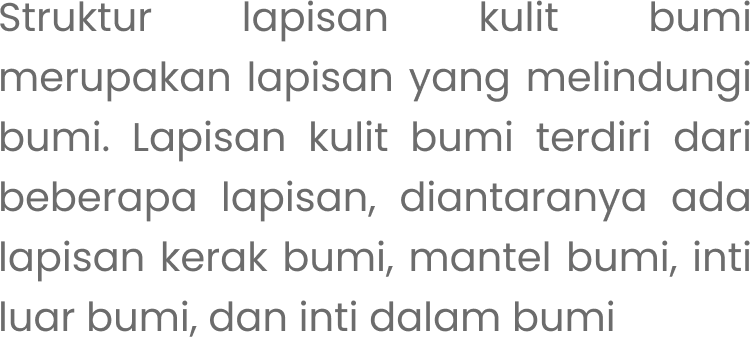 Struktur lapisan kulit bumi
merupakan lapisan yang melindungi
bumi. Lapisan kulit bumi terdiri dari
beberapa lapisan, diantaranya ada
lapisan kerak bumi, mantel bumi, inti
luar bumi, dan inti dalam bumi